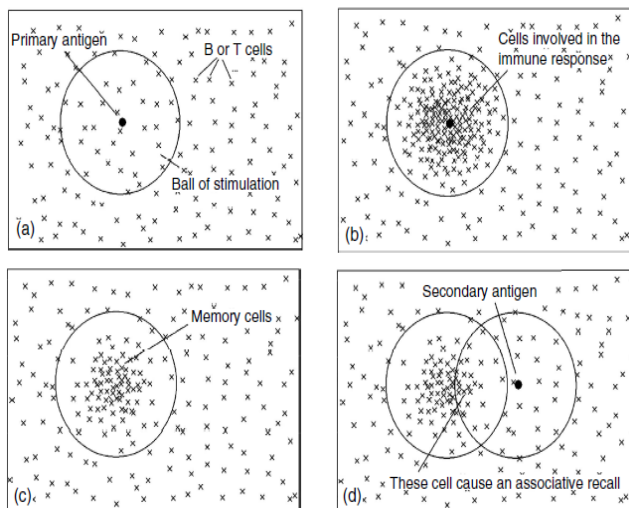 Primary antigen
B or T cells
Ball of stimulation
(a)
Cells involved in the
immune response
(b).
Memory cells
(c).
Secondary antigen
These cell cause an associative recall
(d).